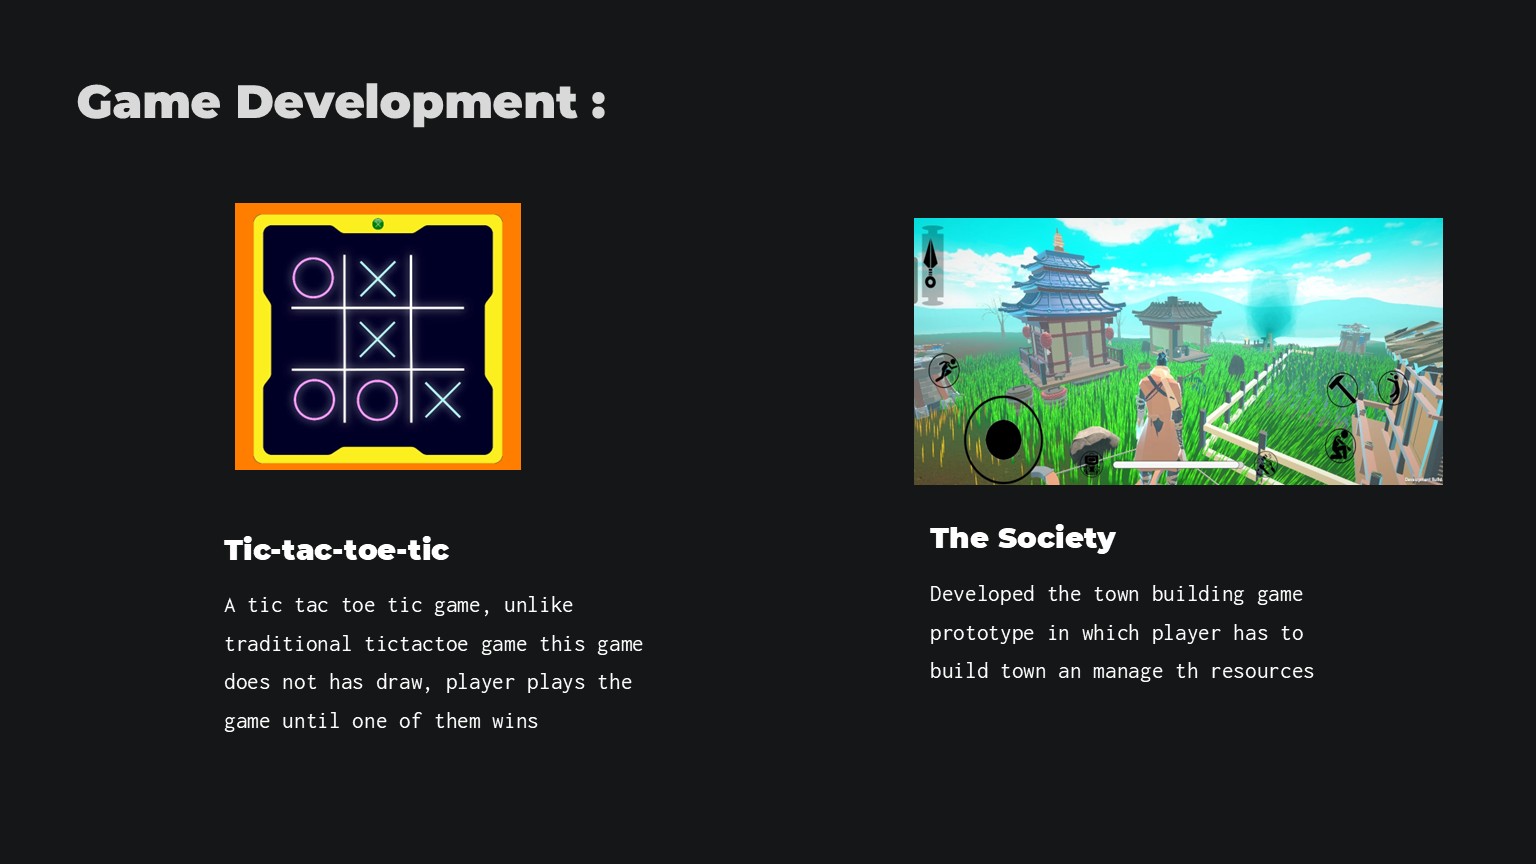 Game Development :
Tic-tac-toe-tic
A tic tac toe tic game, unlike
traditional tictactoe game this game
does not has draw, player plays the
game until one of them wins
The Society
Developed the town building game
prototype in which player has to
build town an manage th resources
Development Build